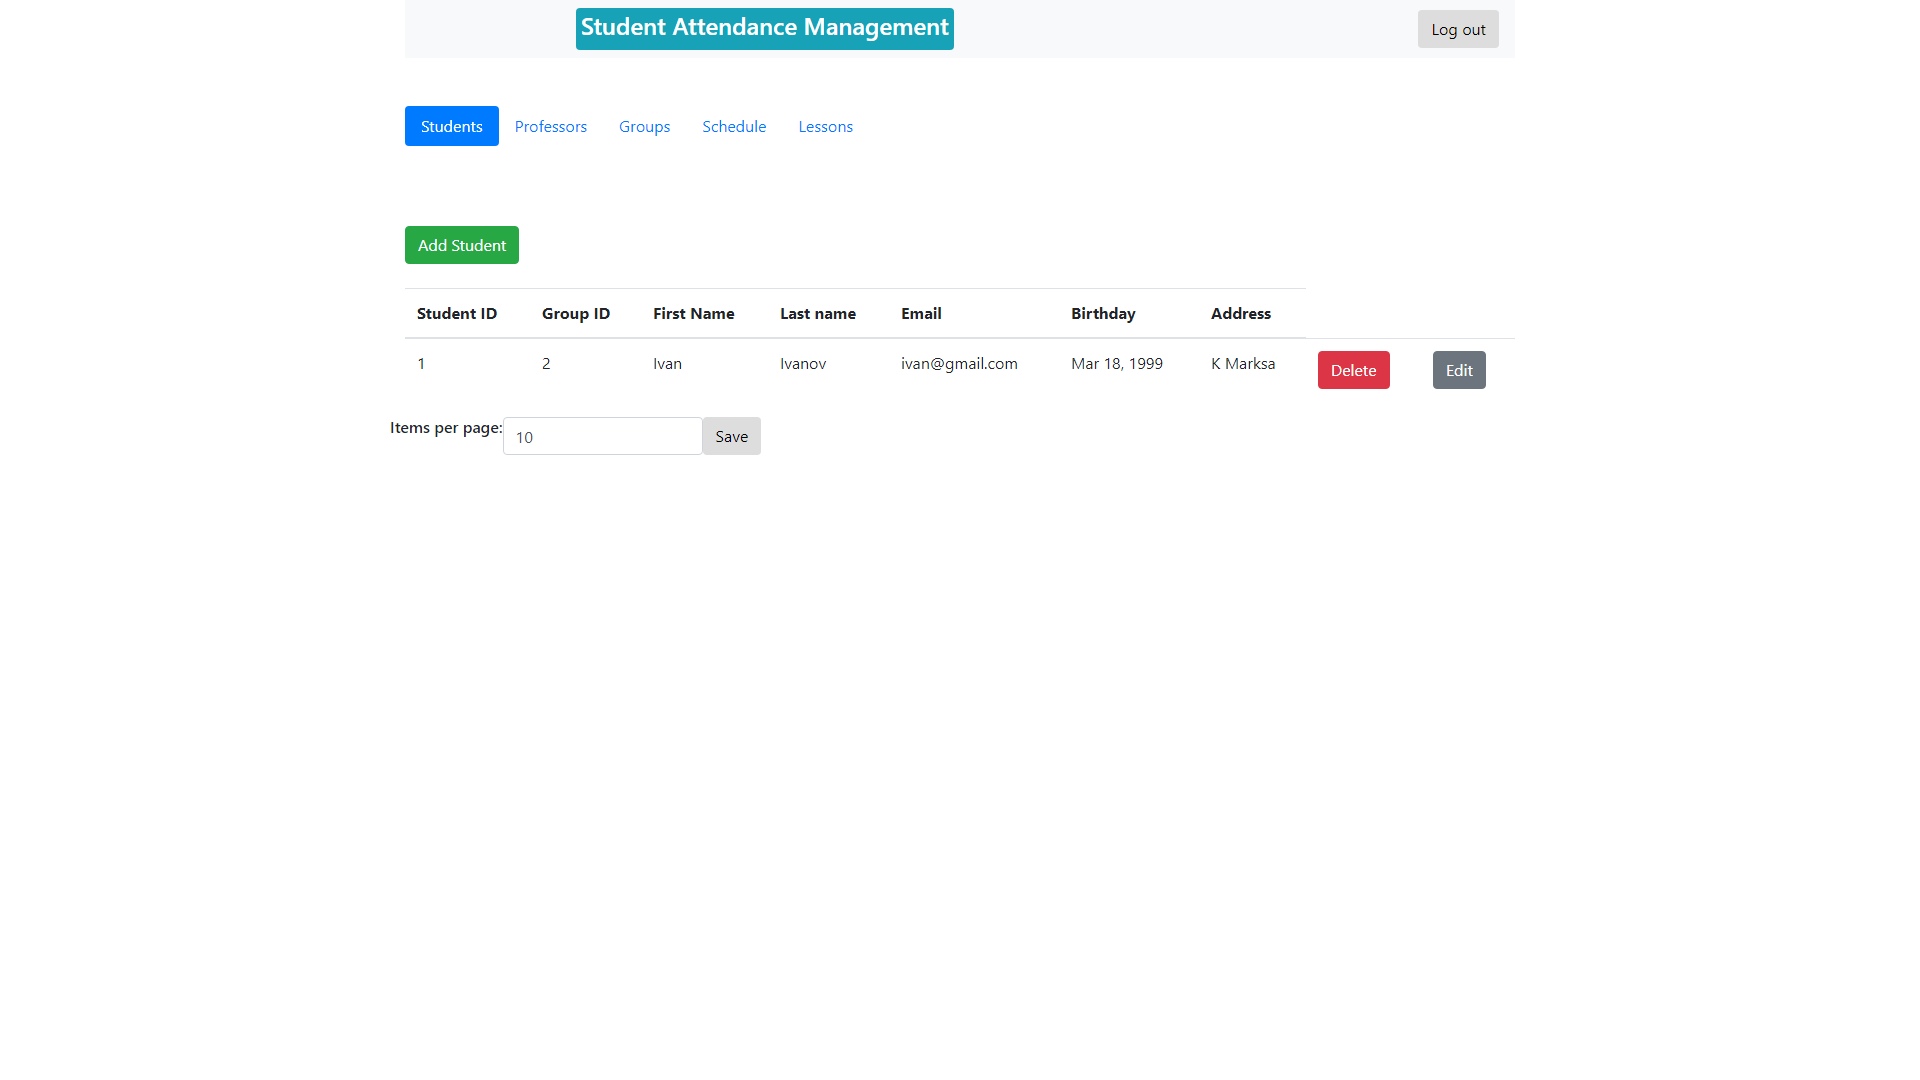 Student Attendance Management
Log out
Students Professors Groups Schedule Lessons
Add Student
Student ID Group ID First Name Last name Email Birthday Address
1 2 Ivan Ivanov ivan@gmail.com Mar 18, 1999 K Marksa Delete Edit
Items per page: 10 Save